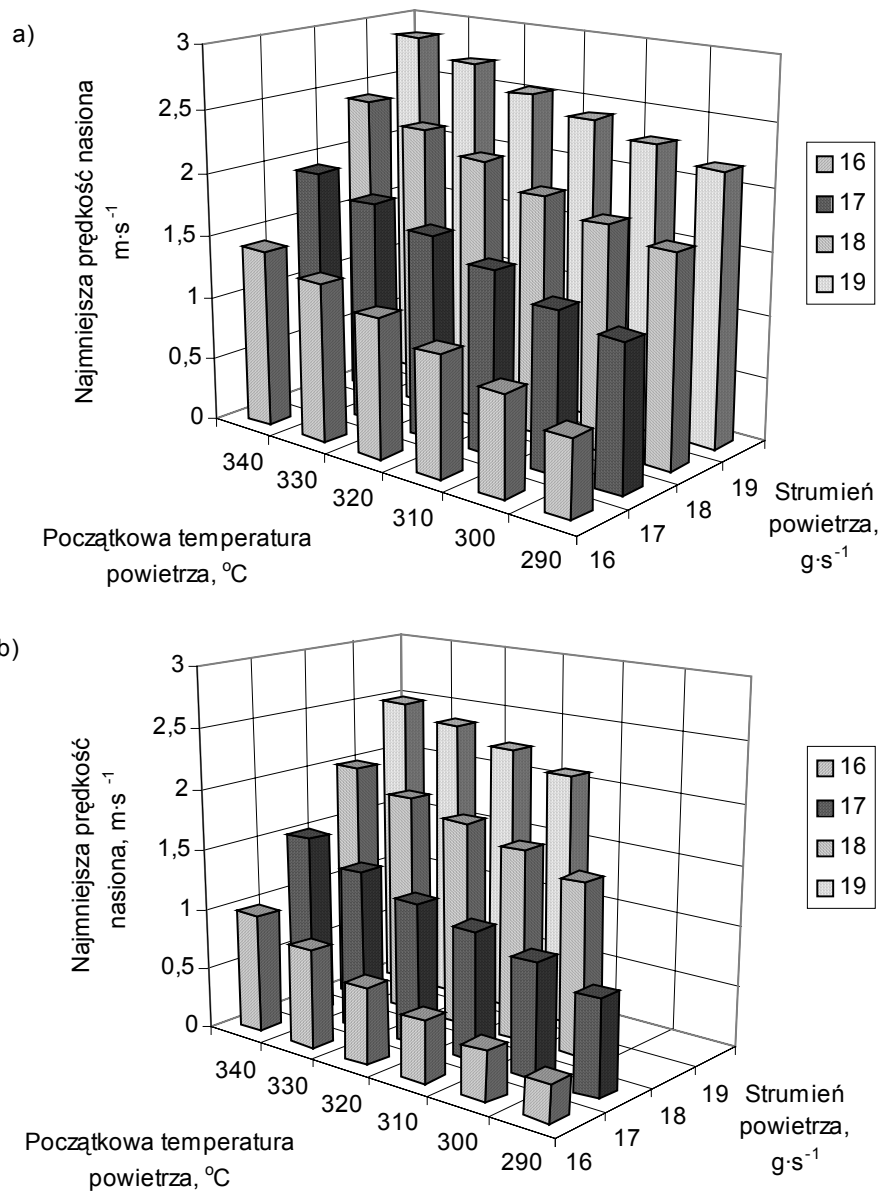 a)
Najmniejsza prędkość nasiona
m·s⁻¹
3
2,5
2
1,5
1
0,5
0
340
330
320
310
300
290
16
17
18
19
Początkowa temperatura
powietrza, °C
Strumień
powietrza,
g·s⁻¹
16
17
18
19
b)
Najmniejsza prędkość
nasiona, m·s⁻¹
3
2,5
2
1,5
1
0,5
0
340
330
320
310
300
290
16
17
18
19
Początkowa temperatura
powietrza, °C
Strumień
powietrza,
g·s⁻¹
16
17
18
19